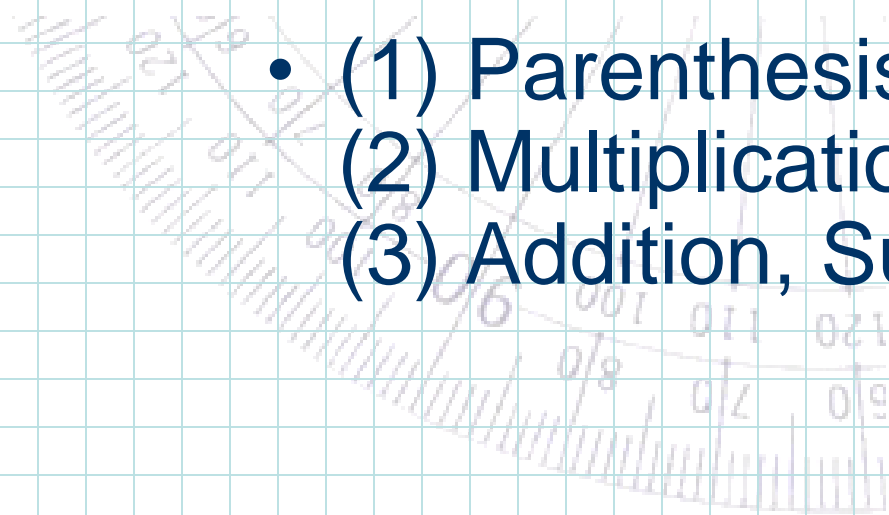 • (1) Parenthesis
(2) Multiplicatio
(3) Addition, Su